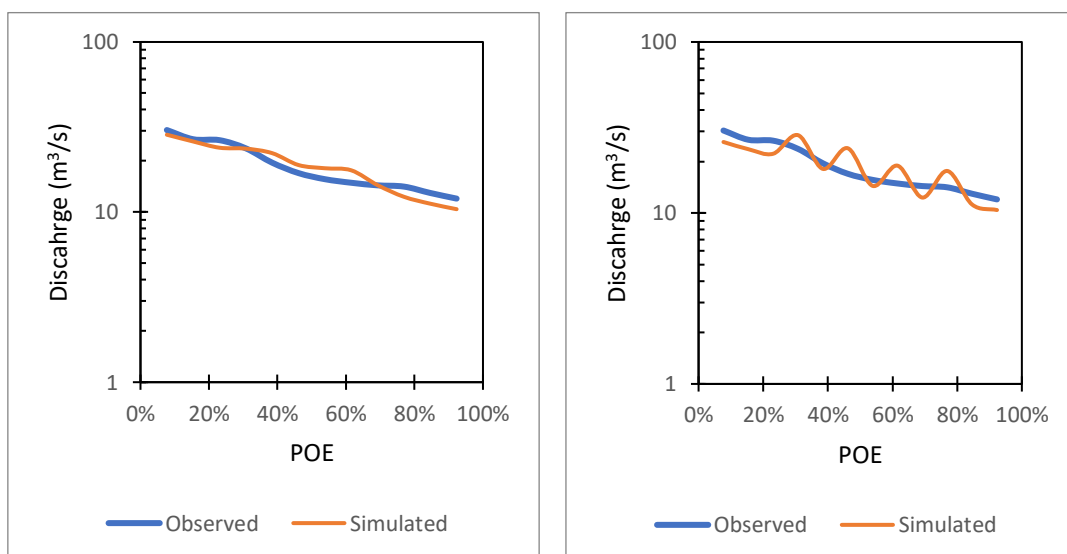 100
10
1
Discahrge (m³/s)
0% 20% 40% 60% 80% 100%
POE
Observed Simulated
100
10
1
Discahrge (m³/s)
0% 20% 40% 60% 80% 100%
POE
Observed Simulated